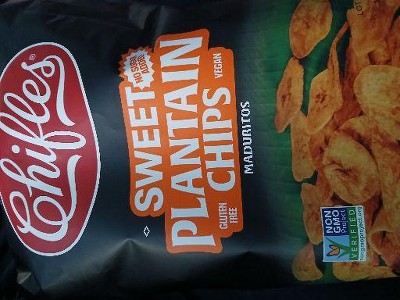 Chifles
NO SUGAR
ADDED
SWEET
PLANTAIN
CHIPS
VEGAN
GLUTEN
FREE
MADURITOS
NON
GMO
Project
VERIFIED